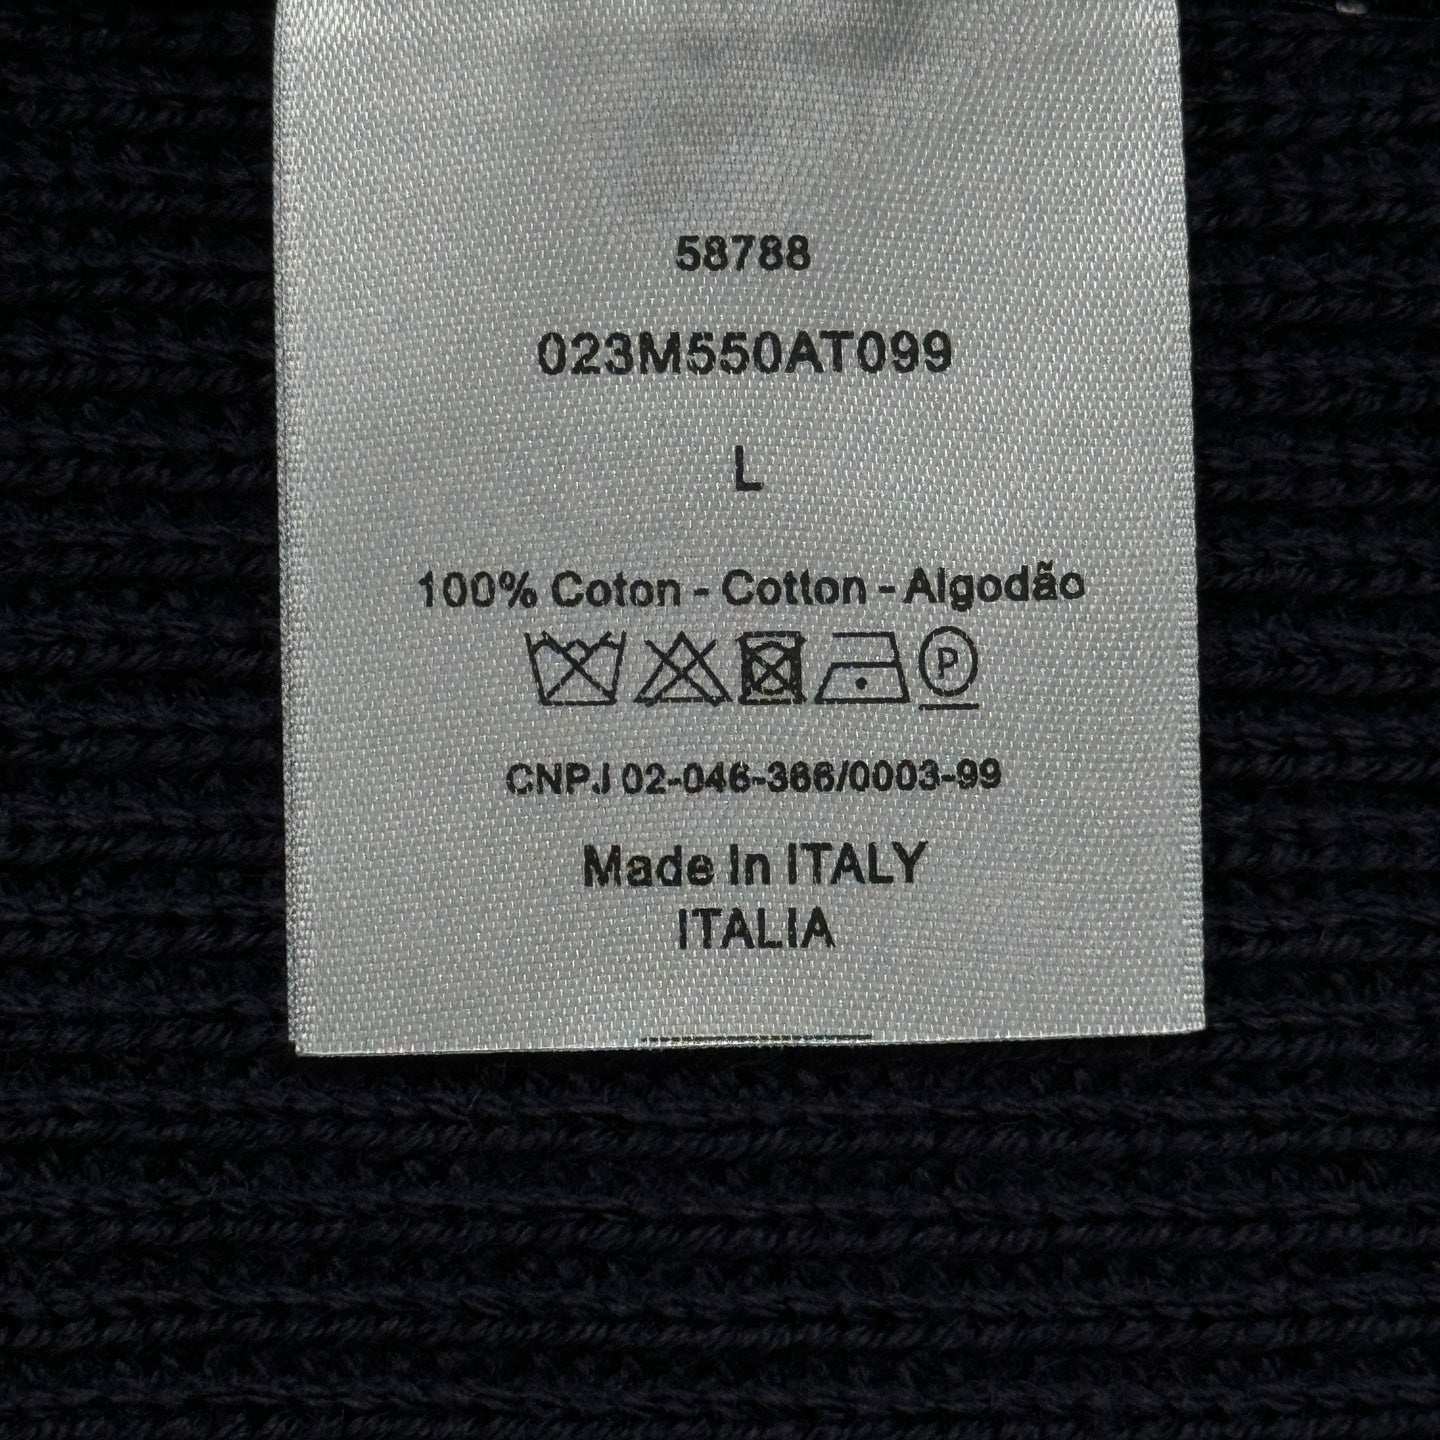 58788
023M550AT099
L
100% Coton - Cotton - Algodão
P
CNPJ 02-046-366/0003-99
Made In ITALY
ITALIA